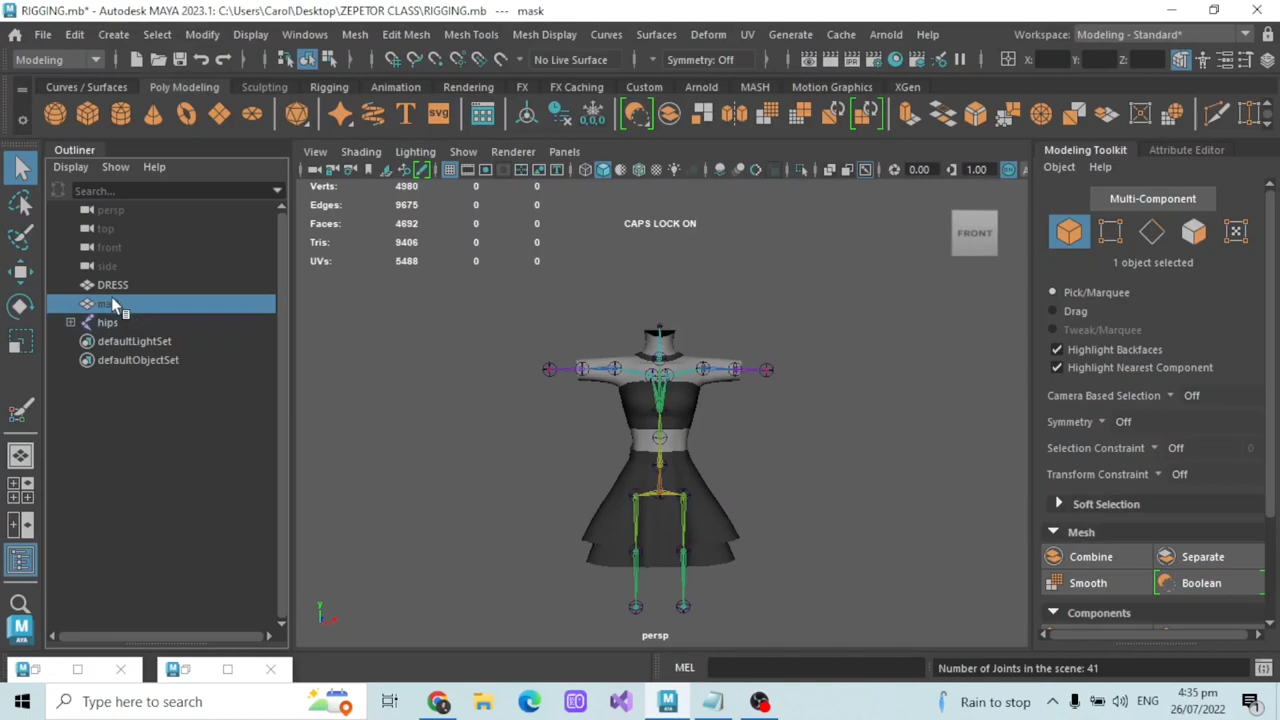 RIGGING.mb* - Autodesk MAYA 2023.1: C:\Users\Carol\Desktop\ZEPETOR CLASS\RIGGING.mb --- mask
File Edit Create Select Modify Display Windows Mesh Edit Mesh Mesh Tools Mesh Display Curves Surfaces Deform UV Generate Cache Arnold Help Workspace: Modeling - Standard*
Modeling No Live Surface Symmetry: Off X: Y: Z:
Curves / Surfaces Poly Modeling Sculpting Rigging Animation Rendering FX FX Caching Custom Arnold MASH Motion Graphics XGen
T svg 0,0,0
Outliner
Display Show Help
Search...
persp
top
front
side
DRESS
hips
defaultLightSet
defaultObjectSet
View Shading Lighting Show Renderer Panels
0.00 1.00
Verts: 4980 0 0
Edges: 9675 0 0
Faces: 4692 0 0
Tris: 9406 0 0
UVs: 5488 0 0
CAPS LOCK ON
FRONT
y
persp
Modeling Toolkit Attribute Editor
Object Help
Multi-Component
1 object selected
Pick/Marquee
Drag
Tweak/Marquee
Highlight Backfaces
Highlight Nearest Component
Camera Based Selection Off
Symmetry Off
Selection Constraint Off 0
Transform Constraint Off
Soft Selection
Mesh
Combine Separate
Smooth Boolean
Components
M
AYA
MEL Number of Joints in the scene: 41
Type here to search
Rain to stop ENG 4:35 pm
26/07/2022